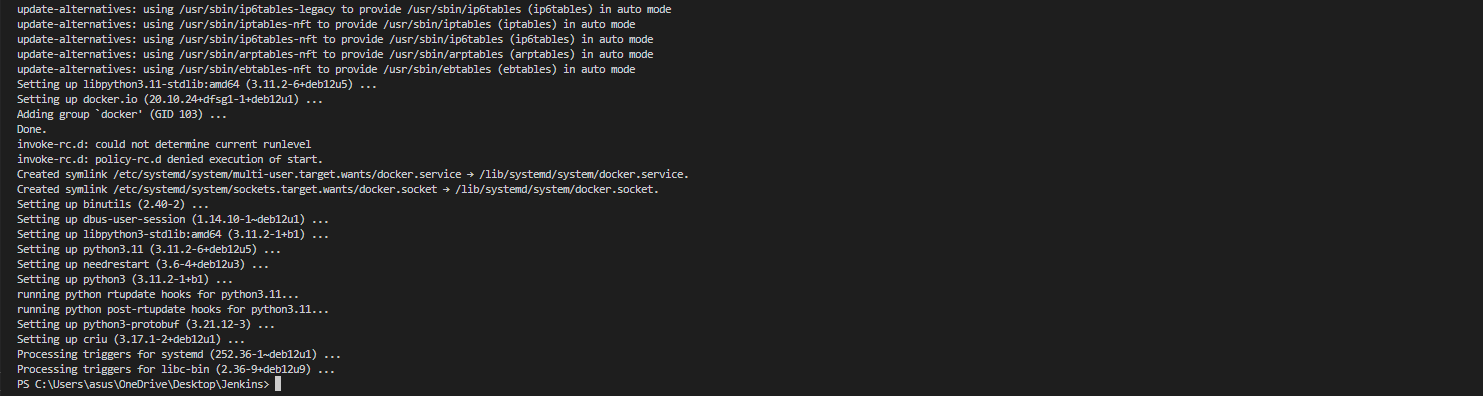 update-alternatives: using /usr/sbin/ip6tables-legacy to provide /usr/sbin/ip6tables (ip6tables) in auto mode
update-alternatives: using /usr/sbin/iptables-nft to provide /usr/sbin/iptables (iptables) in auto mode
update-alternatives: using /usr/sbin/ip6tables-nft to provide /usr/sbin/ip6tables (ip6tables) in auto mode
update-alternatives: using /usr/sbin/arptables-nft to provide /usr/sbin/arptables (arptables) in auto mode
update-alternatives: using /usr/sbin/ebtables-nft to provide /usr/sbin/ebtables (ebtables) in auto mode
Setting up libpython3.11-stdlib:amd64 (3.11.2-6+deb12u5) ...
Setting up docker.io (20.10.24+dfsg1-1+deb12u1) ...
Adding group `docker' (GID 103) ...
Done.
invoke-rc.d: could not determine current runlevel
invoke-rc.d: policy-rc.d denied execution of start.
Created symlink /etc/systemd/system/multi-user.target.wants/docker.service → /lib/systemd/system/docker.service.
Created symlink /etc/systemd/system/sockets.target.wants/docker.socket → /lib/systemd/system/docker.socket.
Setting up binutils (2.40-2) ...
Setting up dbus-user-session (1.14.10-1~deb12u1) ...
Setting up libpython3-stdlib:amd64 (3.11.2-1+b1) ...
Setting up python3.11 (3.11.2-6+deb12u5) ...
Setting up needrestart (3.6-4+deb12u3) ...
Setting up python3 (3.11.2-1+b1) ...
running python rtupdate hooks for python3.11...
running python post-rtupdate hooks for python3.11...
Setting up python3-protobuf (3.21.12-3) ...
Setting up criu (3.17.1-2+deb12u1) ...
Processing triggers for systemd (252.36-1~deb12u1) ...
Processing triggers for libc-bin (2.36-9+deb12u9) ...
PS C:\Users\asus\OneDrive\Desktop\Jenkins>